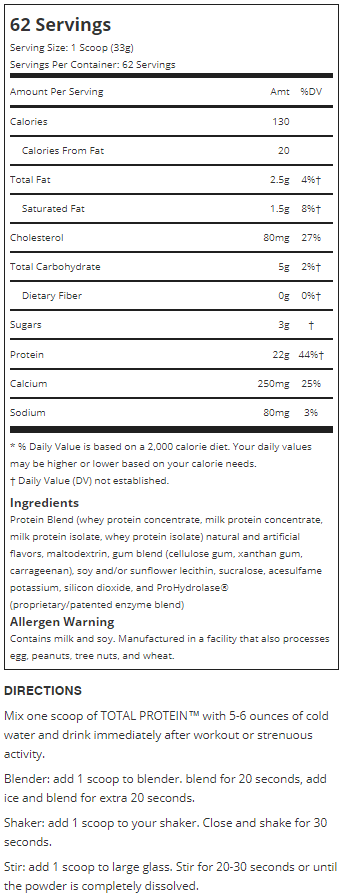 62 Servings
Serving Size: 1 Scoop (33g)
Servings Per Container: 62 Servings
Amount Per Serving Amt %DV
Calories 130
Calories From Fat 20
Total Fat 2.5g 4%†
Saturated Fat 1.5g 8%†
Cholesterol 80mg 27%
Total Carbohydrate 5g 2%†
Dietary Fiber 0g 0%†
Sugars 3g †
Protein 22g 44%†
Calcium 250mg 25%
Sodium 80mg 3%
* % Daily Value is based on a 2,000 calorie diet. Your daily values
may be higher or lower based on your calorie needs.
† Daily Value (DV) not established.
Ingredients
Protein Blend (whey protein concentrate, milk protein concentrate,
milk protein isolate, whey protein isolate) natural and artificial
flavors, maltodextrin, gum blend (cellulose gum, xanthan gum,
carrageenan), soy and/or sunflower lecithin, sucralose, acesulfame
potassium, silicon dioxide, and ProHydrolase®
(proprietary/patented enzyme blend)
Allergen Warning
Contains milk and soy. Manufactured in a facility that also processes
egg, peanuts, tree nuts, and wheat.
DIRECTIONS
Mix one scoop of TOTAL PROTEIN™ with 5-6 ounces of cold
water and drink immediately after workout or strenuous
activity.
Blender: add 1 scoop to blender. blend for 20 seconds, add
ice and blend for extra 20 seconds.
Shaker: add 1 scoop to your shaker. Close and shake for 30
seconds.
Stir: add 1 scoop to large glass. Stir for 20-30 seconds or until
the powder is completely dissolved.